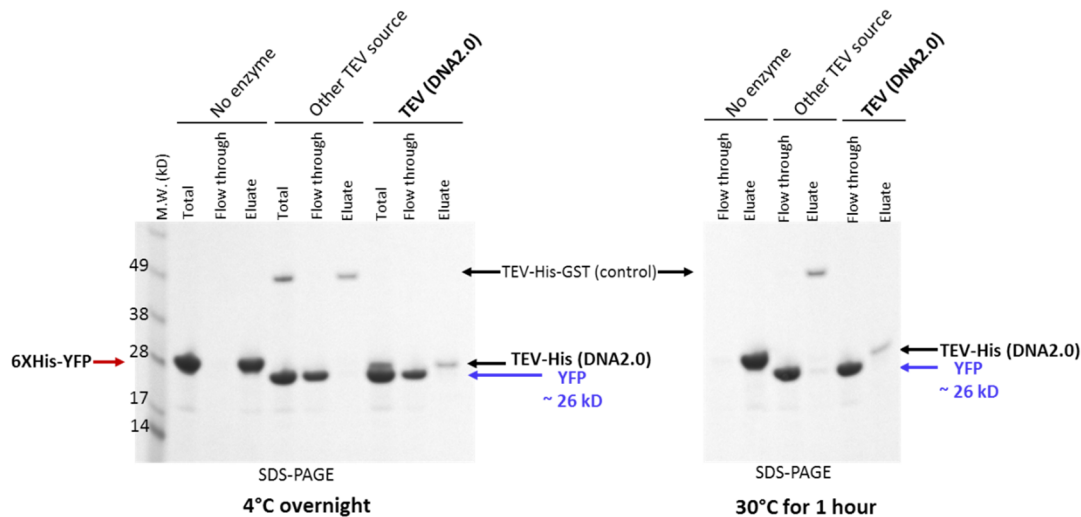 No enzyme
Other TEV source
TEV (DNA2.0)
M.W. (kD)
Total
Flow through
Eluate
Total
Flow through
Eluate
Total
Flow through
Eluate
49
38
28
17
14
6XHis-YFP
TEV-His-GST (control)
TEV-His (DNA2.0)
YFP
~ 26 kD
SDS-PAGE
4°C overnight
No enzyme
Other TEV source
TEV (DNA2.0)
Flow through
Eluate
Flow through
Eluate
Flow through
Eluate
TEV-His (DNA2.0)
YFP
~ 26 kD
SDS-PAGE
30°C for 1 hour